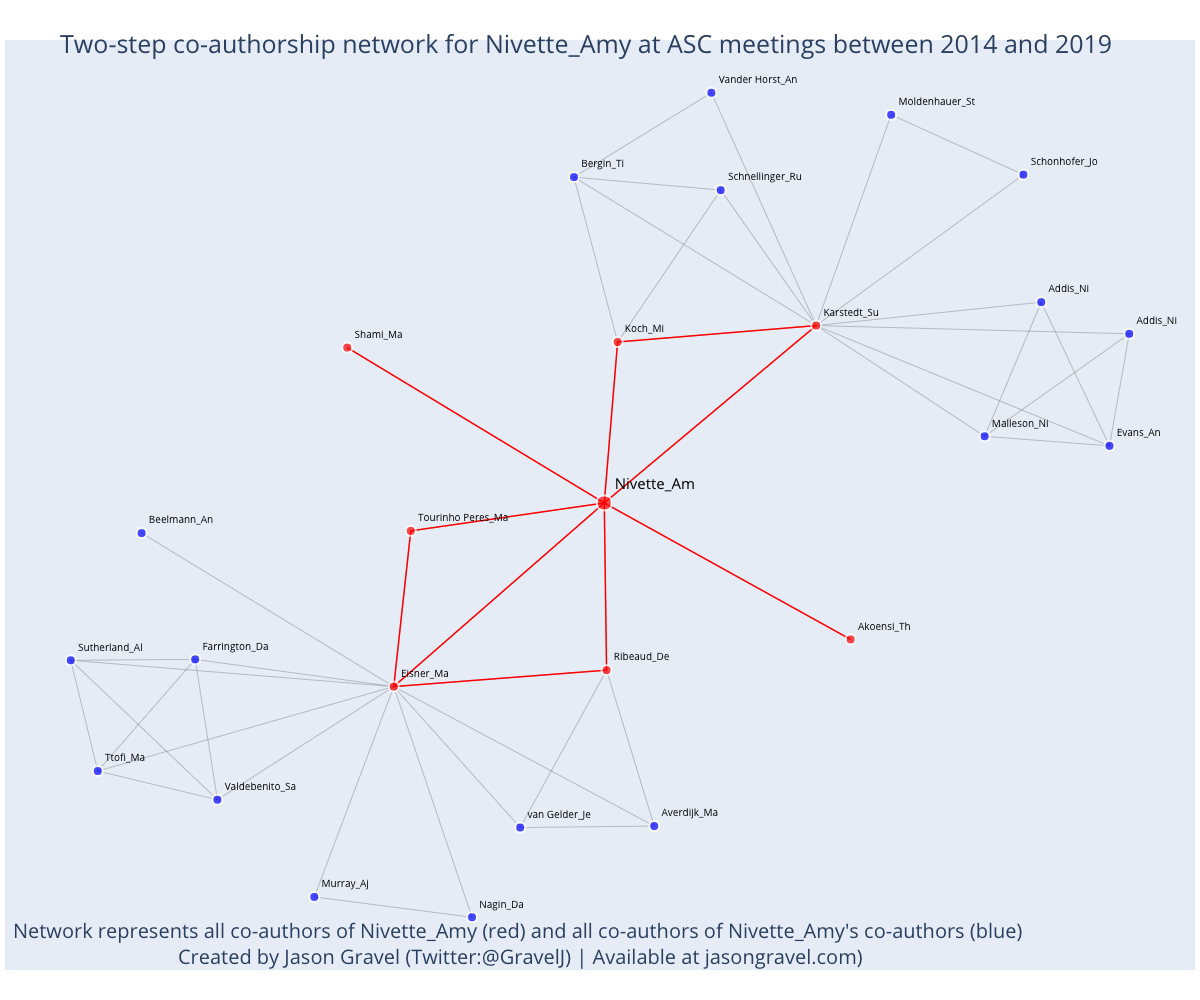 Two-step co-authorship network for Nivette_Amy at ASC meetings between 2014 and 2019
Vander Horst_An
Moldenhauer_St
Bergin_Ti
Schonhofer_Jo
Schnellinger_Ru
Addis_Ni
Karstedt_Su
Addis_Ni
Koch_Mi
Shami_Ma
Malleson_Ni
Evans_An
Nivette_Am
Tourinho Peres_Ma
Beelmann_An
Akoensi_Th
Sutherland_Al
Farrington_Da
Ribeaud_De
Eisner_Ma
Ttofi_Ma
Valdebenito_Sa
van Gelder_Je
Averdijk_Ma
Murray_Aj
Nagin_Da
Network represents all co-authors of Nivette_Amy (red) and all co-authors of Nivette_Amy's co-authors (blue)
Created by Jason Gravel (Twitter:@GravelJ) | Available at jasongravel.com)